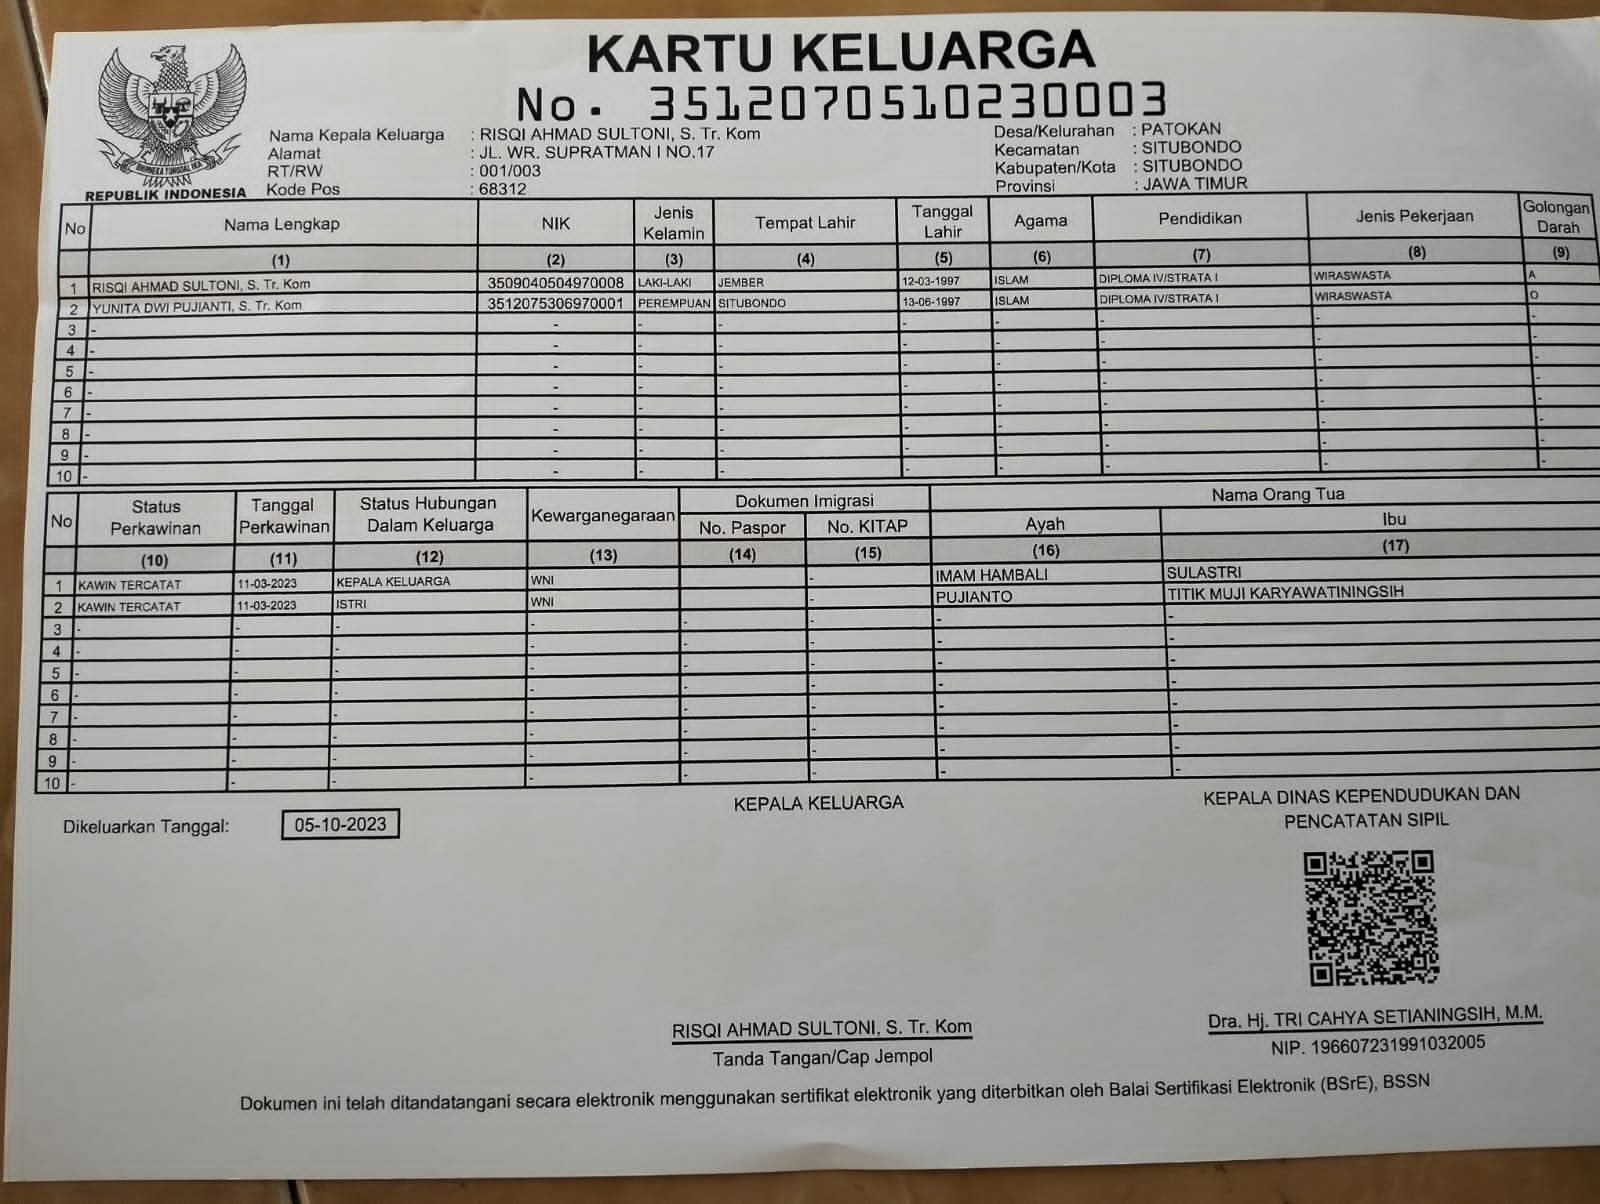 KARTU KELUARGA
No. 3512070510230003
Nama Kepala Keluarga : RISQI AHMAD SULTONI, S. Tr. Kom
Alamat : JL. WR. SUPRATMAN I NO.17
RT/RW : 001/003
Kode Pos : 68312
Desa/Kelurahan : PATOKAN
Kecamatan : SITUBONDO
Kabupaten/Kota : SITUBONDO
Provinsi : JAWA TIMUR
BHINNEKA TUNGGAL IKA
REPUBLIK INDONESIA
No Nama Lengkap NIK Jenis Kelamin Tempat Lahir Tanggal Lahir Agama Pendidikan Jenis Pekerjaan Golongan Darah
(1) (2) (3) (4) (5) (6) (7) (8) (9)
1 RISQI AHMAD SULTONI, S. Tr. Kom 3509040504970008 LAKI-LAKI JEMBER 12-03-1997 ISLAM DIPLOMA IV/STRATA I WIRASWASTA A
2 YUNITA DWI PUJIANTI, S. Tr. Kom 3512075306970001 PEREMPUAN SITUBONDO 13-06-1997 ISLAM DIPLOMA IV/STRATA I WIRASWASTA O
3 - - - - - - - - -
4 - - - - - - - - -
5 - - - - - - - - -
6 - - - - - - - - -
7 - - - - - - - - -
8 - - - - - - - - -
9 - - - - - - - - -
10 - - - - - - - - -
No Status Perkawinan Tanggal Perkawinan Status Hubungan Dalam Keluarga Kewarganegaraan Dokumen Imigrasi Nama Orang Tua
No. Paspor No. KITAP Ayah Ibu
(10) (11) (12) (13) (14) (15) (16) (17)
1 KAWIN TERCATAT 11-03-2023 KEPALA KELUARGA WNI - IMAM HAMBALI SULASTRI
2 KAWIN TERCATAT 11-03-2023 ISTRI WNI - PUJIANTO TITIK MUJI KARYAWATININGSIH
3 - - - - - - - -
4 - - - - - - - -
5 - - - - - - - -
6 - - - - - - - -
7 - - - - - - - -
8 - - - - - - - -
9 - - - - - - - -
10 - - - - - - - -
Dikeluarkan Tanggal: 05-10-2023
KEPALA KELUARGA
RISQI AHMAD SULTONI, S. Tr. Kom
Tanda Tangan/Cap Jempol
KEPALA DINAS KEPENDUDUKAN DAN
PENCATATAN SIPIL
Dra. Hj. TRI CAHYA SETIANINGSIH, M.M.
NIP. 196607231991032005
Dokumen ini telah ditandatangani secara elektronik menggunakan sertifikat elektronik yang diterbitkan oleh Balai Sertifikasi Elektronik (BSrE), BSSN